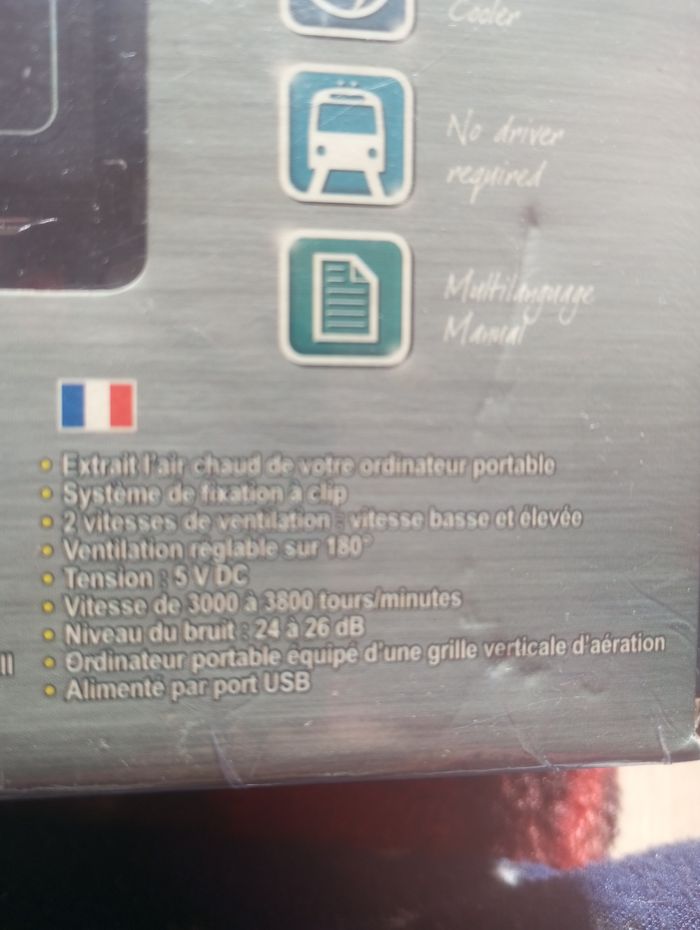 Cooler
No driver
required
Multilanguage
Manual
• Extrait l'air chaud de votre ordinateur portable
• Système de fixation à clip
• 2 vitesses de ventilation : vitesse basse et élevée
• Ventilation réglable sur 180°
• Tension : 5 V DC
• Vitesse de 3000 à 3800 tours/minutes
• Niveau du bruit : 24 à 26 dB
• Ordinateur portable équipé d'une grille verticale d'aération
• Alimenté par port USB